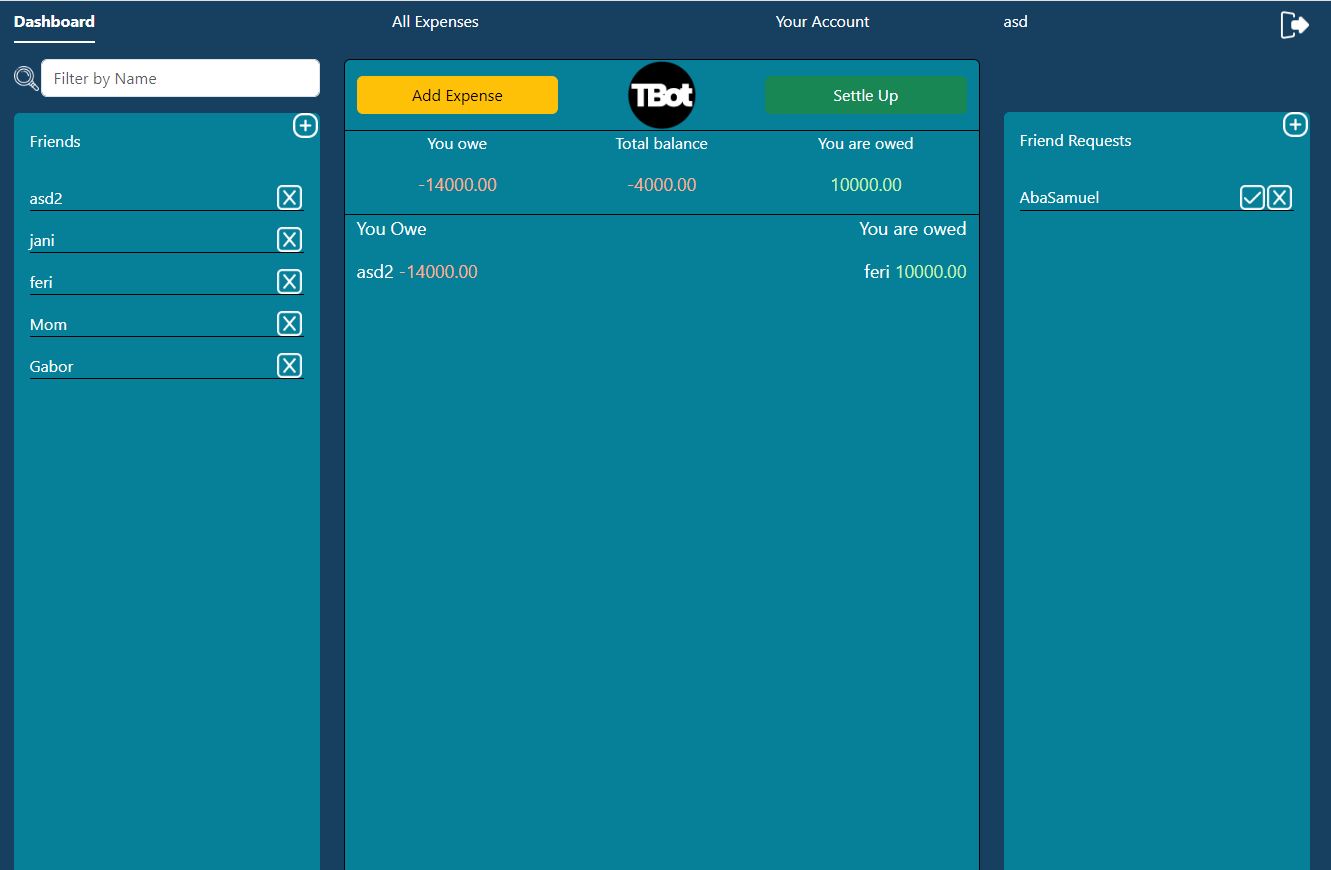 Dashboard
All Expenses
Your Account
asd
Filter by Name
Friends
asd2
jani
feri
Mom
Gabor
Add Expense
TBot
Settle Up
You owe
Total balance
You are owed
-14000.00
-4000.00
10000.00
You Owe
You are owed
asd2 -14000.00
feri 10000.00
Friend Requests
AbaSamuel